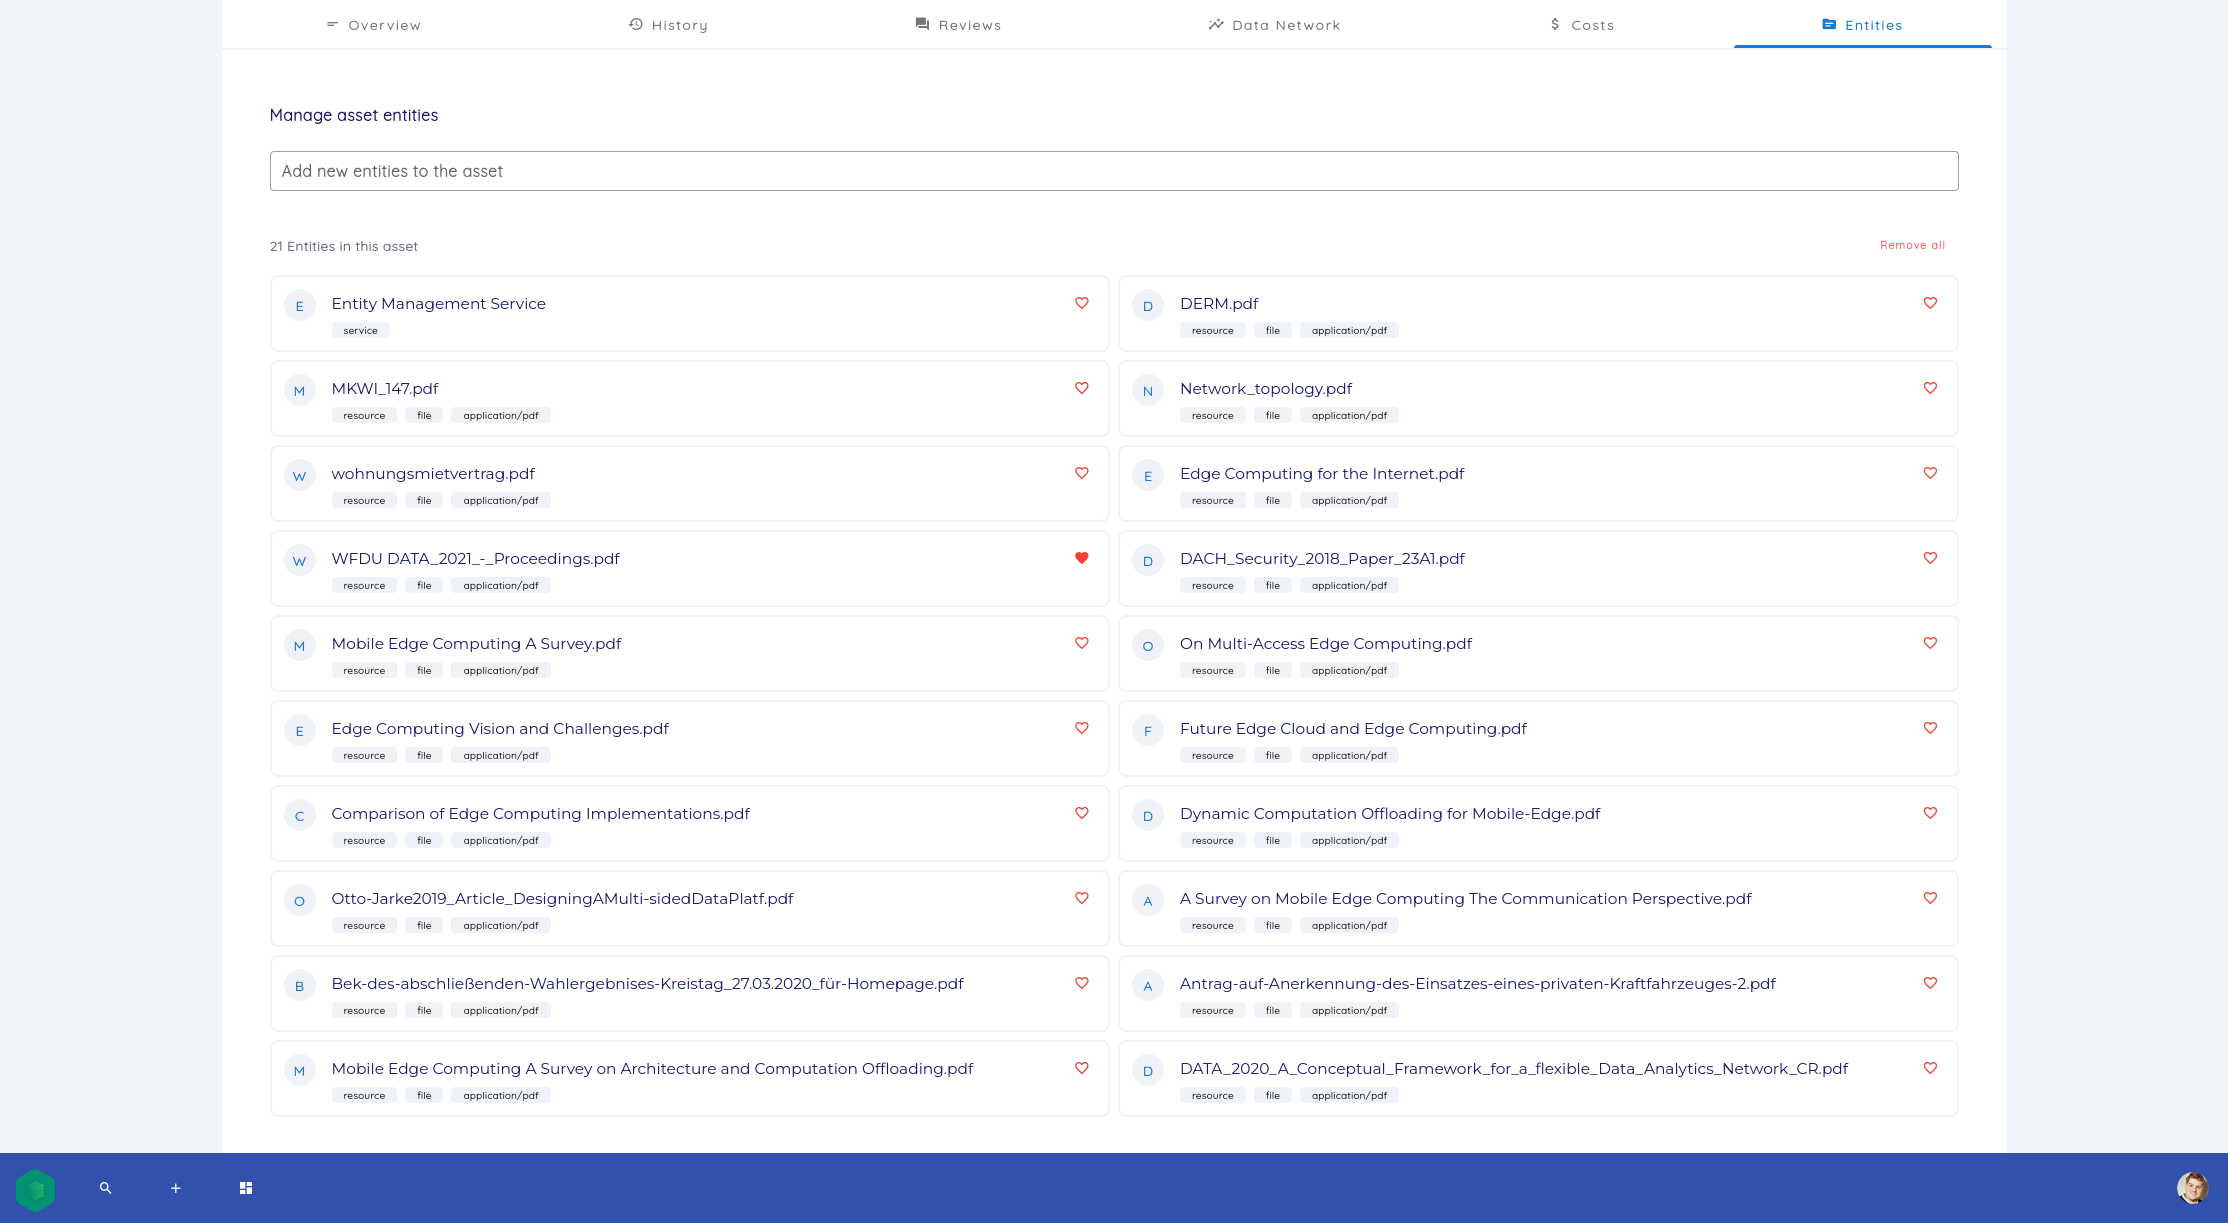 Overview History Reviews Data Network Costs Entities
Manage asset entities
Add new entities to the asset
21 Entities in this asset Remove all
E Entity Management Service
service
D DERM.pdf
resource file application/pdf
M MKWI_147.pdf
resource file application/pdf
N Network_topology.pdf
resource file application/pdf
W wohnungsmietvertrag.pdf
resource file application/pdf
E Edge Computing for the Internet.pdf
resource file application/pdf
W WFDU DATA_2021_-_Proceedings.pdf
resource file application/pdf
D DACH_Security_2018_Paper_23A1.pdf
resource file application/pdf
M Mobile Edge Computing A Survey.pdf
resource file application/pdf
O On Multi-Access Edge Computing.pdf
resource file application/pdf
E Edge Computing Vision and Challenges.pdf
resource file application/pdf
F Future Edge Cloud and Edge Computing.pdf
resource file application/pdf
C Comparison of Edge Computing Implementations.pdf
resource file application/pdf
D Dynamic Computation Offloading for Mobile-Edge.pdf
resource file application/pdf
O Otto-Jarke2019_Article_DesigningAMulti-sidedDataPlatf.pdf
resource file application/pdf
A A Survey on Mobile Edge Computing The Communication Perspective.pdf
resource file application/pdf
B Bek-des-abschließenden-Wahlergebnises-Kreistag_27.03.2020_für-Homepage.pdf
resource file application/pdf
A Antrag-auf-Anerkennung-des-Einsatzes-eines-privaten-Kraftfahrzeuges-2.pdf
resource file application/pdf
M Mobile Edge Computing A Survey on Architecture and Computation Offloading.pdf
resource file application/pdf
D DATA_2020_A_Conceptual_Framework_for_a_flexible_Data_Analytics_Network_CR.pdf
resource file application/pdf